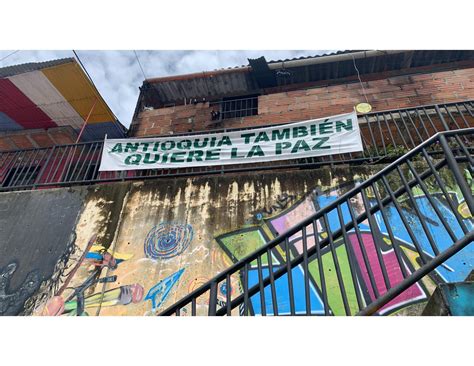 ANTIOQUIA TAMBIÉN
QUIERE LA PAZ